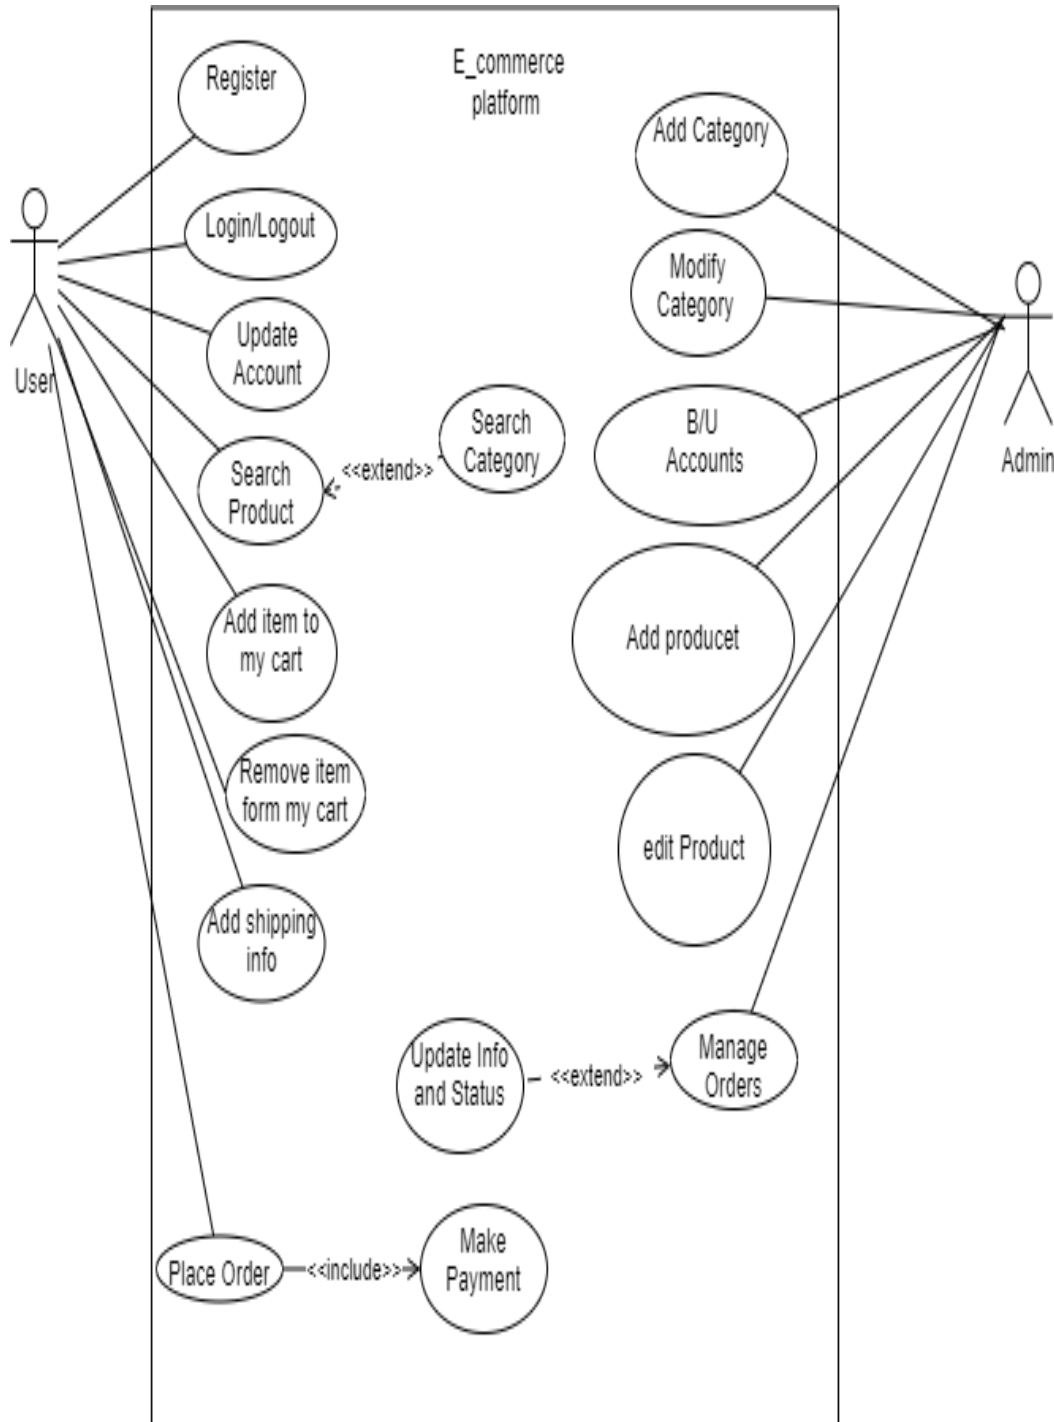 E_commerce
platform
Register
Login/Logout
Update
Account
User
Search
Product
<<extend>>
Search
Category
Add item to
my cart
Remove item
form my cart
Add shipping
info
Place Order
<<include>>
Make
Payment
Add Category
Modify
Category
B/U
Accounts
Admin
Add producet
edit Product
Manage
Orders
<<extend>>
Update Info
and Status